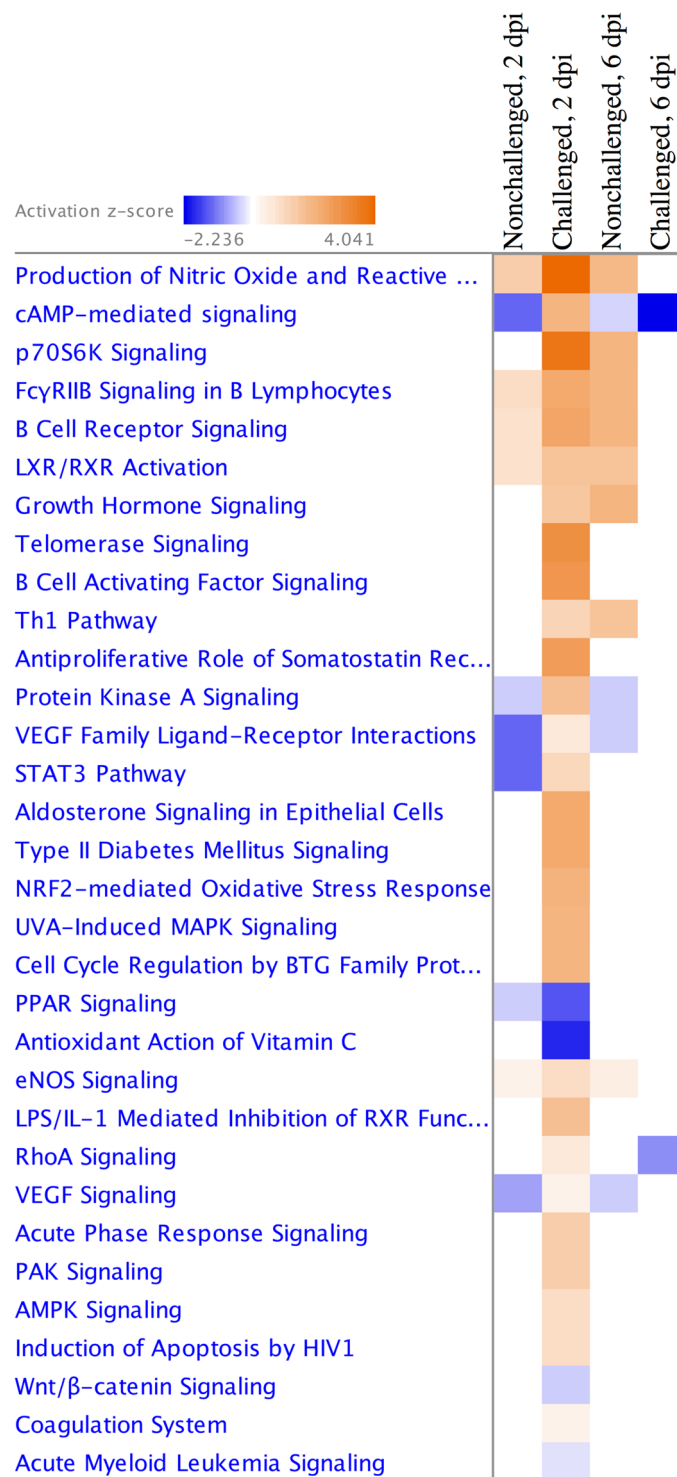 Nonchallenged, 2 dpi
Challenged, 2 dpi
Nonchallenged, 6 dpi
Challenged, 6 dpi
Activation z-score
−2.236 4.041
Production of Nitric Oxide and Reactive ...
cAMP-mediated signaling
p70S6K Signaling
FcγRIIB Signaling in B Lymphocytes
B Cell Receptor Signaling
LXR/RXR Activation
Growth Hormone Signaling
Telomerase Signaling
B Cell Activating Factor Signaling
Th1 Pathway
Antiproliferative Role of Somatostatin Rec...
Protein Kinase A Signaling
VEGF Family Ligand-Receptor Interactions
STAT3 Pathway
Aldosterone Signaling in Epithelial Cells
Type II Diabetes Mellitus Signaling
NRF2-mediated Oxidative Stress Response
UVA-Induced MAPK Signaling
Cell Cycle Regulation by BTG Family Prot...
PPAR Signaling
Antioxidant Action of Vitamin C
eNOS Signaling
LPS/IL-1 Mediated Inhibition of RXR Func...
RhoA Signaling
VEGF Signaling
Acute Phase Response Signaling
PAK Signaling
AMPK Signaling
Induction of Apoptosis by HIV1
Wnt/β-catenin Signaling
Coagulation System
Acute Myeloid Leukemia Signaling